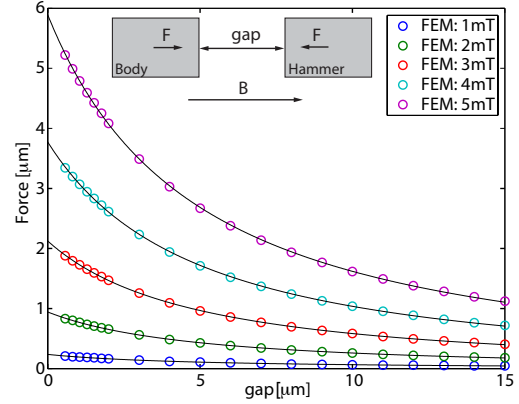 F
gap
F
Body
Hammer
B
FEM: 1mT
FEM: 2mT
FEM: 3mT
FEM: 4mT
FEM: 5mT
Force [μm]
6
5
4
3
2
1
0
0
5
10
15
gap[μm]